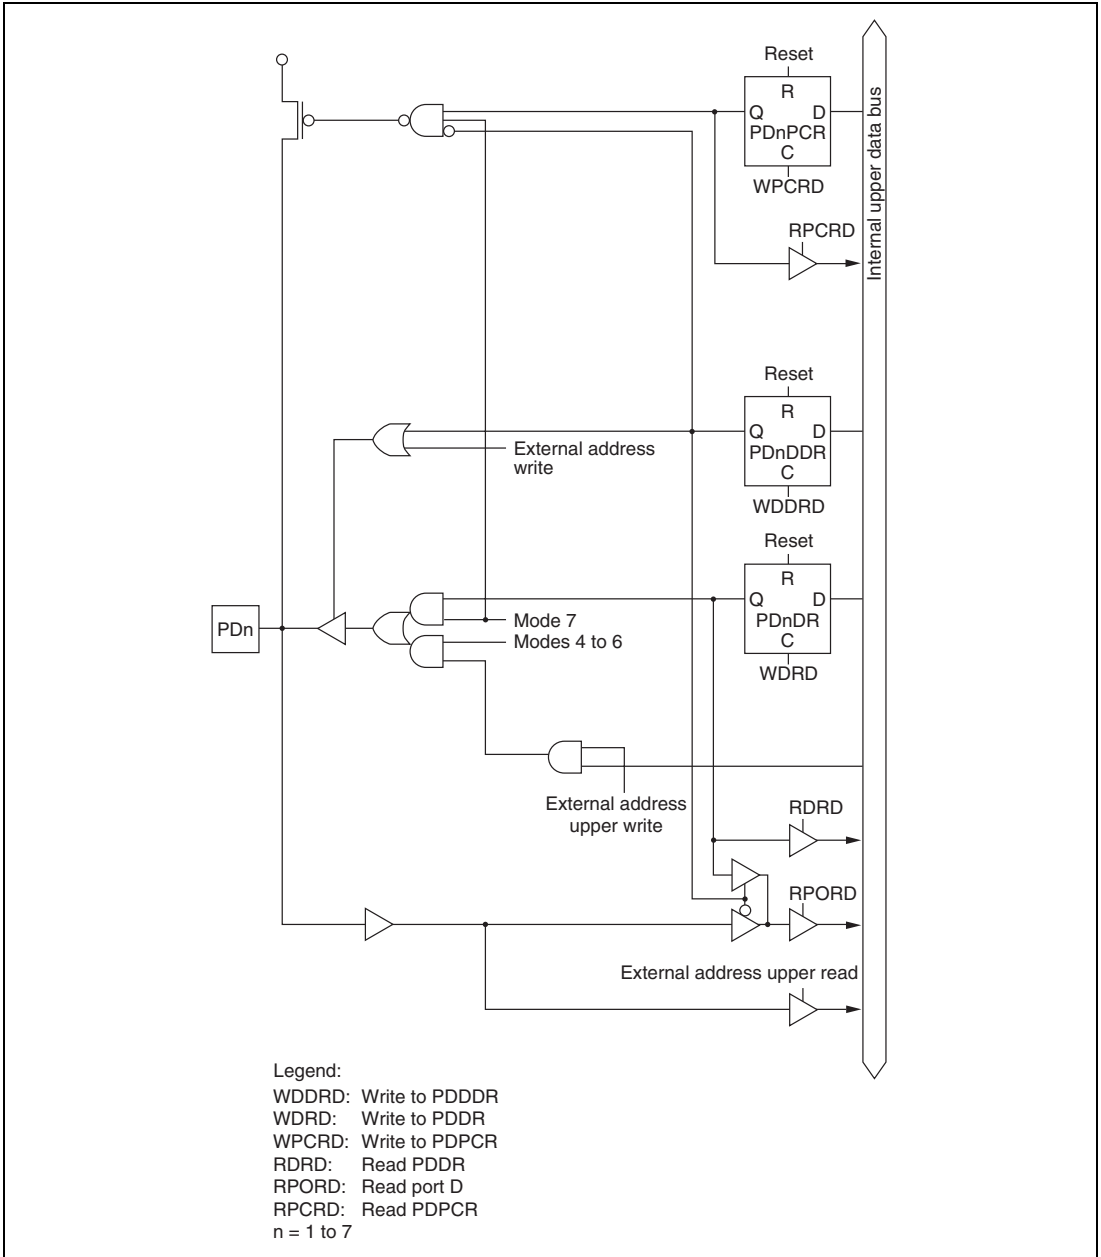 Reset
R
Q D
PDnPCR
C
WPCRD
Internal upper data bus
RPCRD
Reset
R
Q D
PDnDDR
C
WDDRD
External address
write
Reset
R
Q D
PDnDR
C
WDRD
PDn
Mode 7
Modes 4 to 6
External address
upper write
RDRD
RPORD
External address upper read
Legend:
WDDRD: Write to PDDDR
WDRD: Write to PDDR
WPCRD: Write to PDPCR
RDRD: Read PDDR
RPORD: Read port D
RPCRD: Read PDPCR
n = 1 to 7